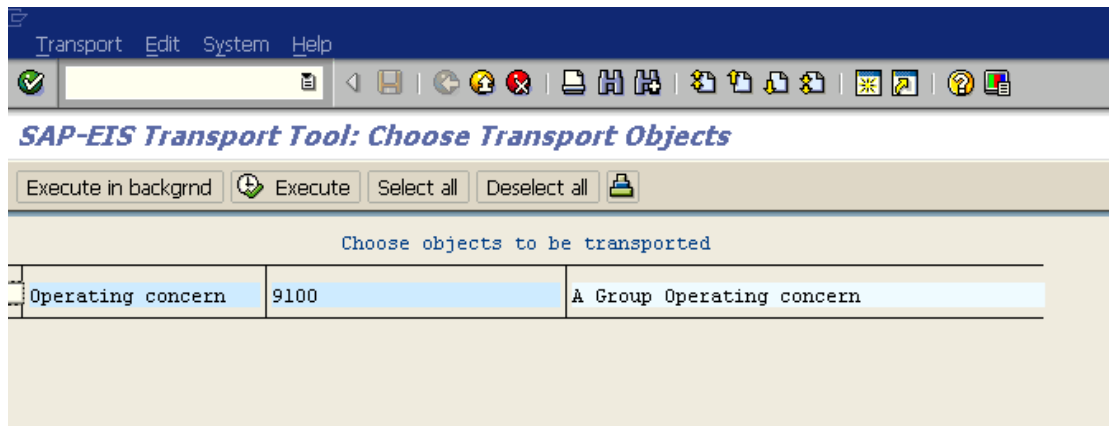 Transport Edit System Help
SAP-EIS Transport Tool: Choose Transport Objects
Execute in backgrnd Execute Select all Deselect all
Choose objects to be transported
Operating concern 9100 A Group Operating concern